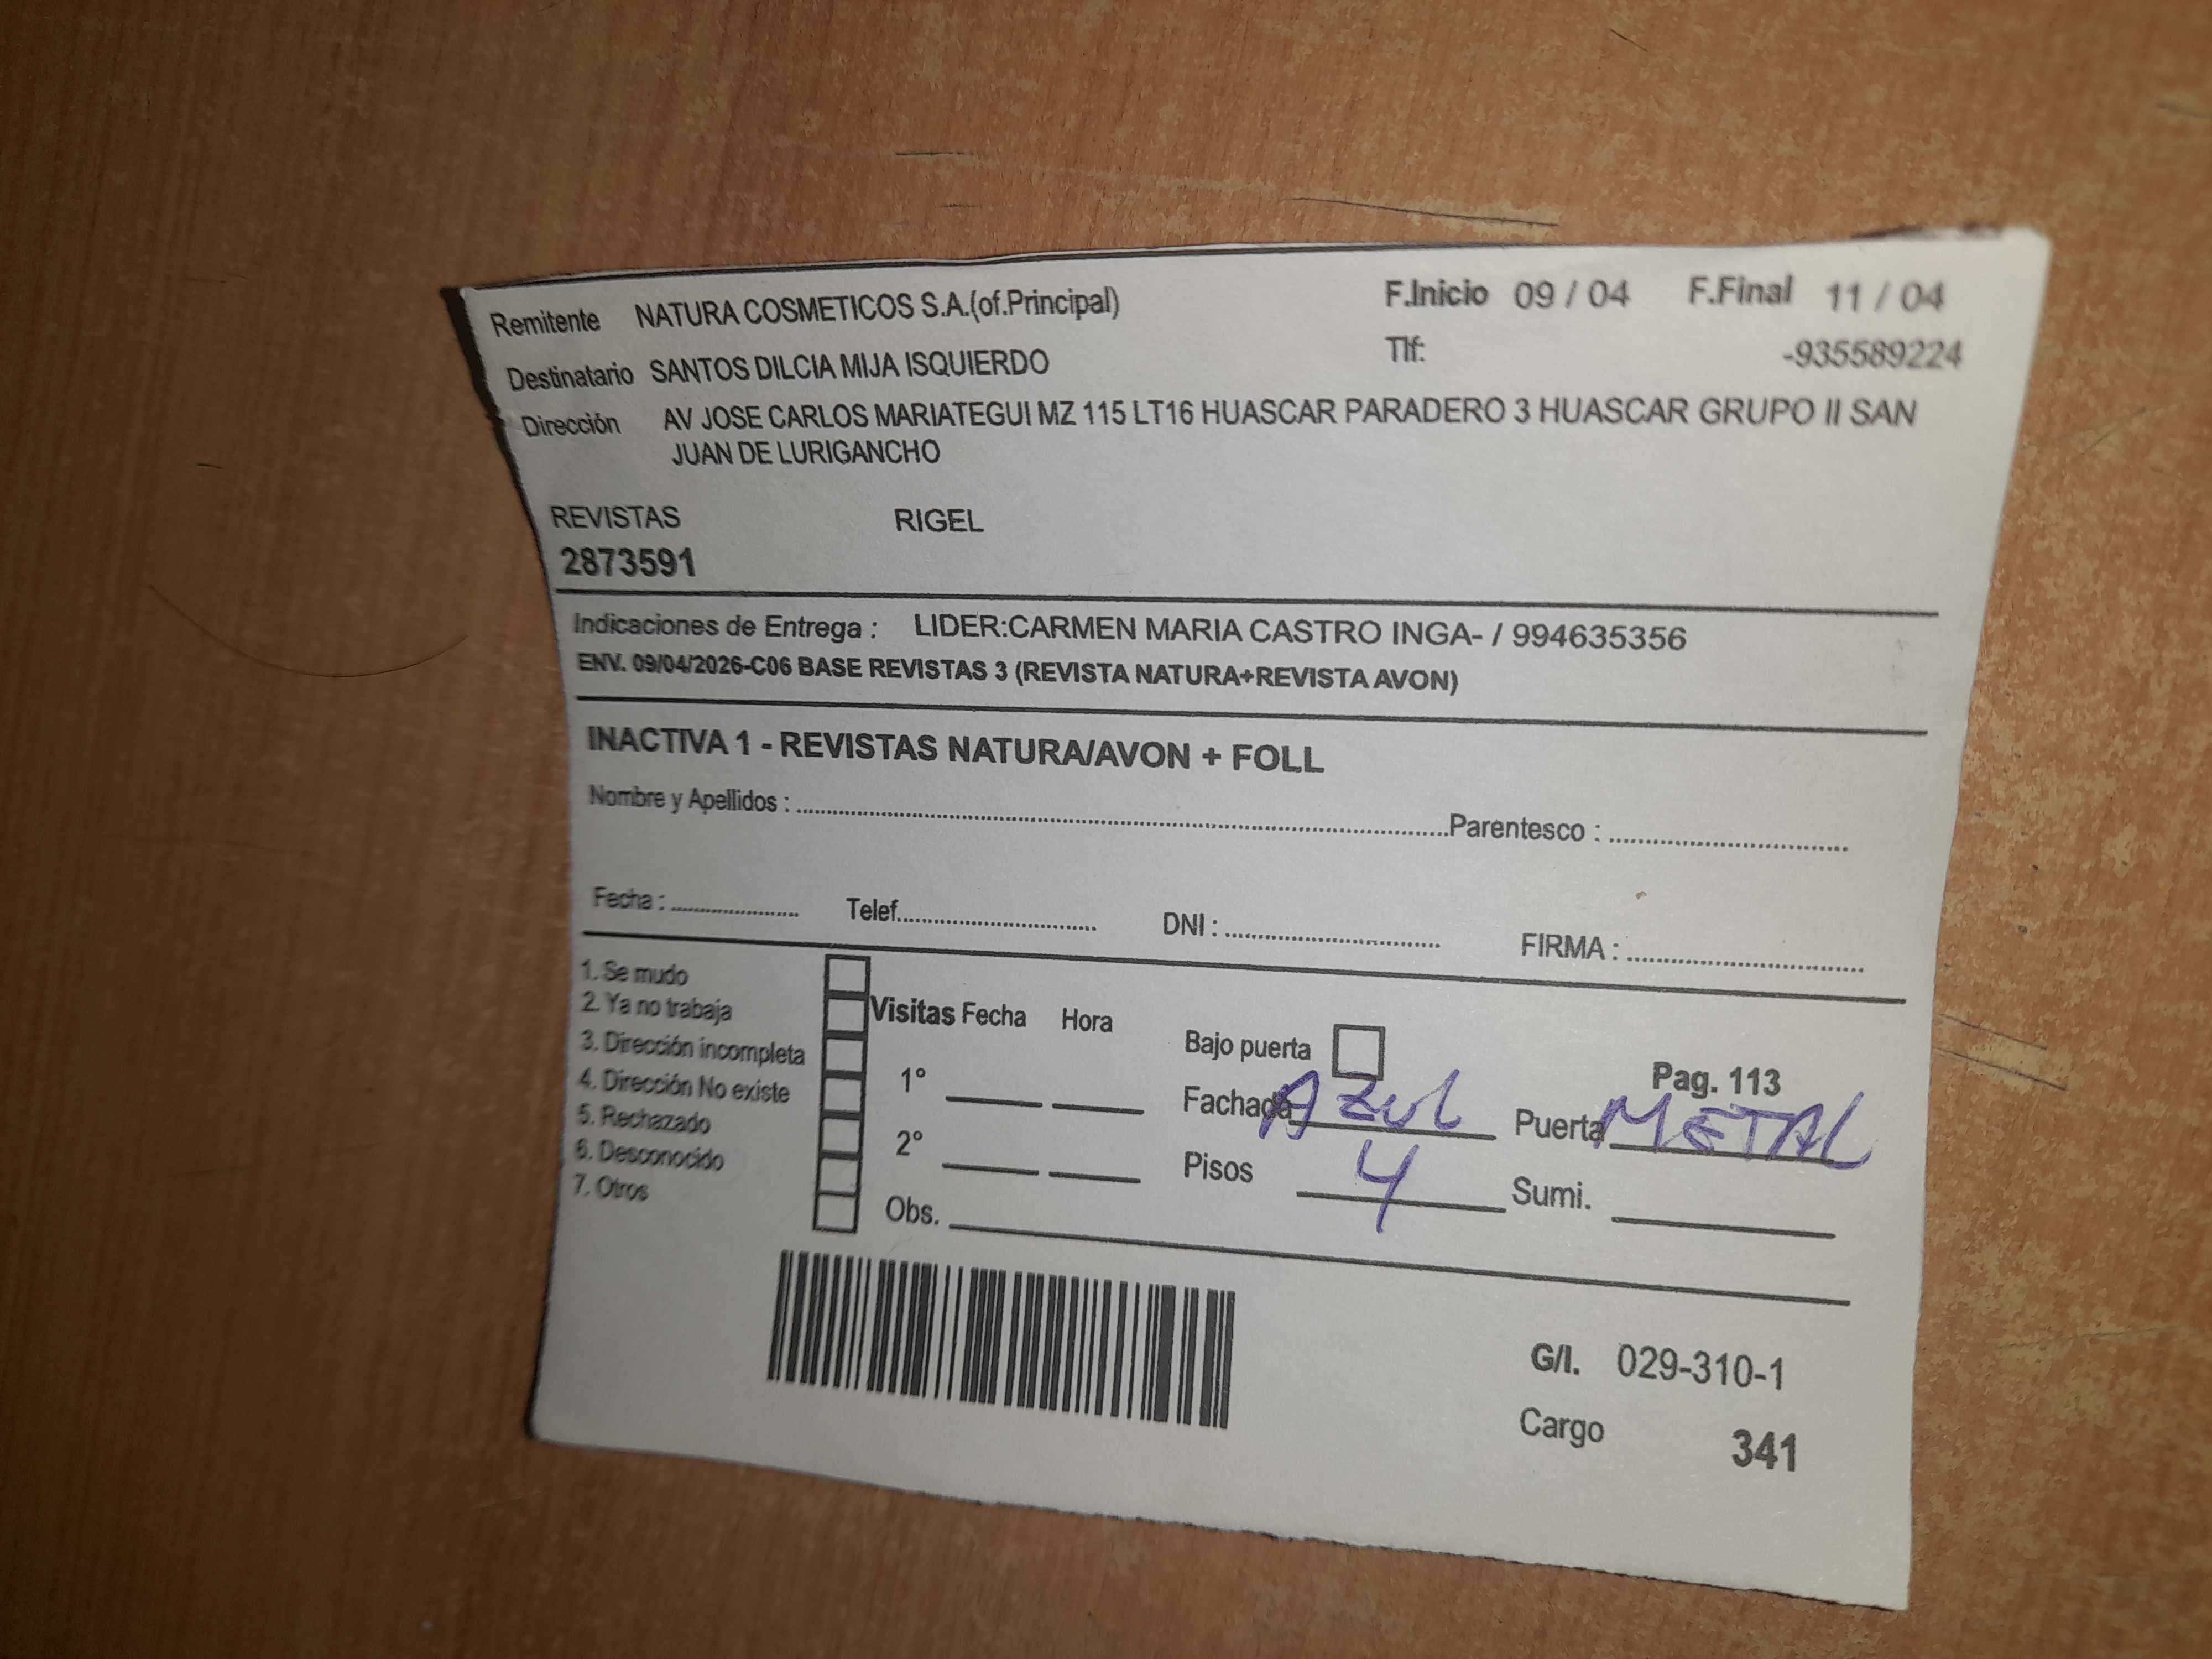 Remitente NATURA COSMETICOS S.A.(of.Principal) F.Inicio 09 / 04 F.Final 11 / 04
Destinatario SANTOS DILCIA MIJA ISQUIERDO Tlf: -935589224
Dirección AV JOSE CARLOS MARIATEGUI MZ 115 LT16 HUASCAR PARADERO 3 HUASCAR GRUPO II SAN
JUAN DE LURIGANCHO
REVISTAS RIGEL
2873591
Indicaciones de Entrega : LIDER:CARMEN MARIA CASTRO INGA- / 994635356
ENV. 09/04/2026-C06 BASE REVISTAS 3 (REVISTA NATURA+REVISTA AVON)
INACTIVA 1 - REVISTAS NATURA/AVON + FOLL
Nombre y Apellidos : Parentesco :
Fecha : Telef. DNI : FIRMA :
1. Se mudo
2. Ya no trabaja
3. Dirección incompleta
4. Dirección No existe
5. Rechazado
6. Desconocido
7. Otros
Visitas Fecha Hora
1°
2°
Obs.
Bajo puerta Pag. 113
Fachada AZUL Puerta METAL
Pisos 4 Sumi.
G/I. 029-310-1
Cargo 341